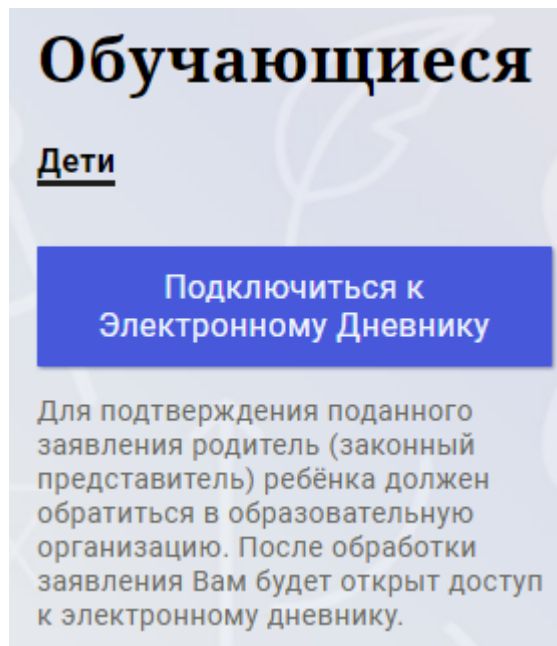 Обучающиеся
Дети
Подключиться к
Электронному Дневнику
Для подтверждения поданного
заявления родитель (законный
представитель) ребёнка должен
обратиться в образовательную
организацию. После обработки
заявления Вам будет открыт доступ
к электронному дневнику.